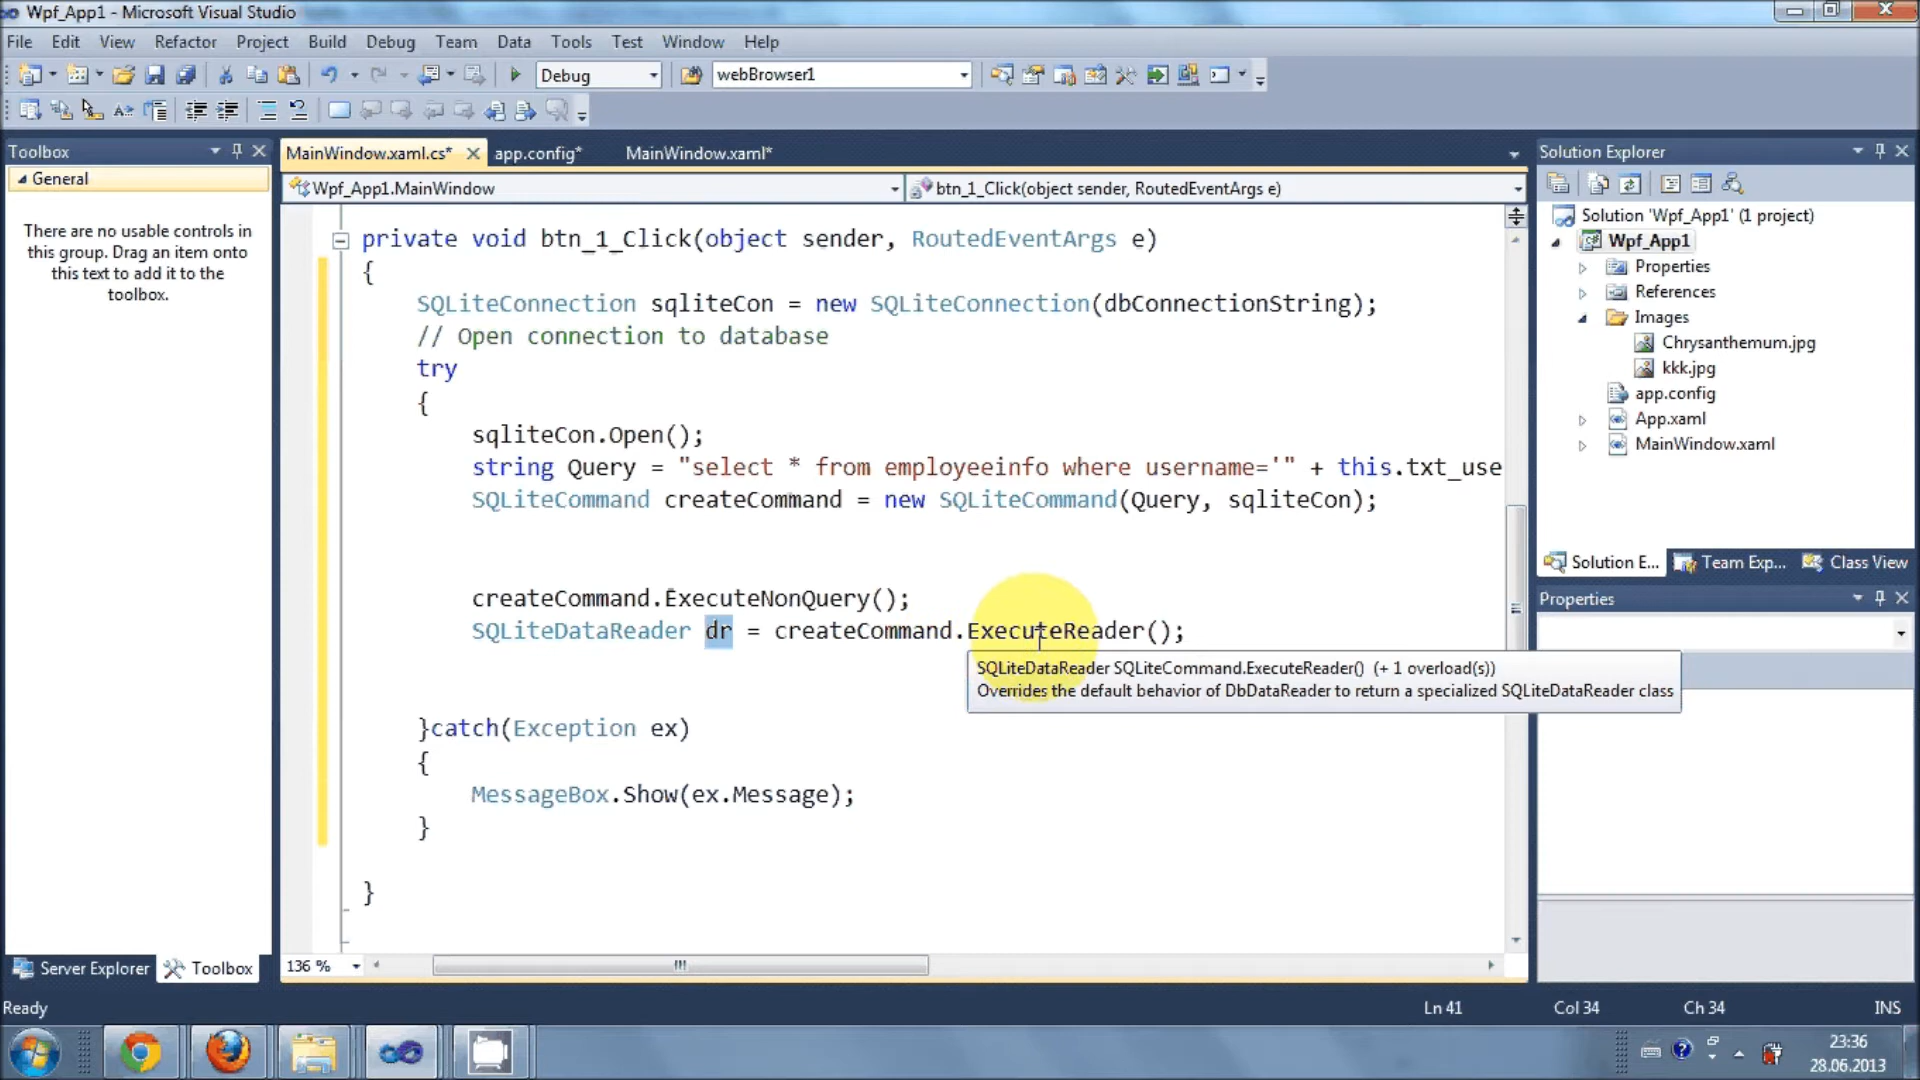 Wpf_App1 - Microsoft Visual Studio
File Edit View Refactor Project Build Debug Team Data Tools Test Window Help
Debug
webBrowser1
Toolbox
General
There are no usable controls in
this group. Drag an item onto
this text to add it to the
toolbox.
Server Explorer
Toolbox
MainWindow.xaml.cs*
app.config*
MainWindow.xaml*
Wpf_App1.MainWindow
btn_1_Click(object sender, RoutedEventArgs e)
private void btn_1_Click(object sender, RoutedEventArgs e)
{
SQLiteConnection sqliteCon = new SQLiteConnection(dbConnectionString);
// Open connection to database
try
{
sqliteCon.Open();
string Query = "select * from employeeinfo where username='" + this.txt_use
SQLiteCommand createCommand = new SQLiteCommand(Query, sqliteCon);
createCommand.ExecuteNonQuery();
SQLiteDataReader dr = createCommand.ExecuteReader();
SQLiteDataReader SQLiteCommand.ExecuteReader() (+ 1 overload(s))
Overrides the default behavior of DbDataReader to return a specialized SQLiteDataReader class
}catch(Exception ex)
{
MessageBox.Show(ex.Message);
}
}
136 %
Solution Explorer
Solution 'Wpf_App1' (1 project)
Wpf_App1
Properties
References
Images
Chrysanthemum.jpg
kkk.jpg
app.config
App.xaml
MainWindow.xaml
Solution E...
Team Exp...
Class View
Properties
Ready
Ln 41
Col 34
Ch 34
INS
23:36
28.06.2013